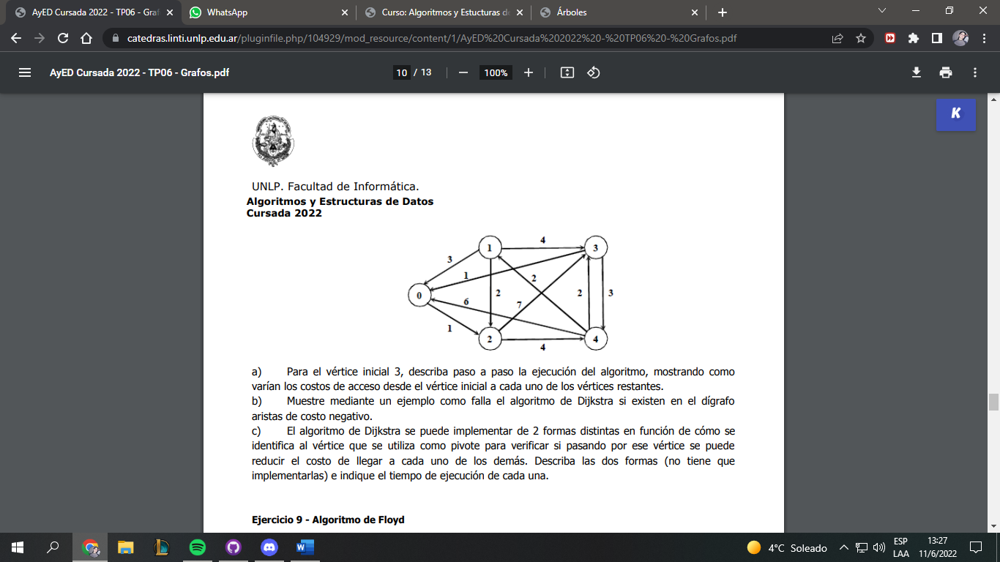 AyED Cursada 2022 - TP06 - Graf
WhatsApp
Curso: Algoritmos y Estucturas d
Árboles
catedras.linti.unlp.edu.ar/pluginfile.php/104929/mod_resource/content/1/AyED%20Cursada%202022%20-%20TP06%20-%20Grafos.pdf
AyED Cursada 2022 - TP06 - Grafos.pdf
10 / 13
100%
K
UNLP. Facultad de Informática.
Algoritmos y Estructuras de Datos
Cursada 2022
1 4 3
3
1 2
0 6 2 7 2 3
1
2 4 4
a) Para el vértice inicial 3, describa paso a paso la ejecución del algoritmo, mostrando como
varían los costos de acceso desde el vértice inicial a cada uno de los vértices restantes.
b) Muestre mediante un ejemplo como falla el algoritmo de Dijkstra si existen en el dígrafo
aristas de costo negativo.
c) El algoritmo de Dijkstra se puede implementar de 2 formas distintas en función de cómo se
identifica al vértice que se utiliza como pivote para verificar si pasando por ese vértice se puede
reducir el costo de llegar a cada uno de los demás. Describa las dos formas (no tiene que
implementarlas) e indique el tiempo de ejecución de cada una.
Ejercicio 9 - Algoritmo de Floyd
4°C Soleado
ESP
LAA
13:27
11/6/2022